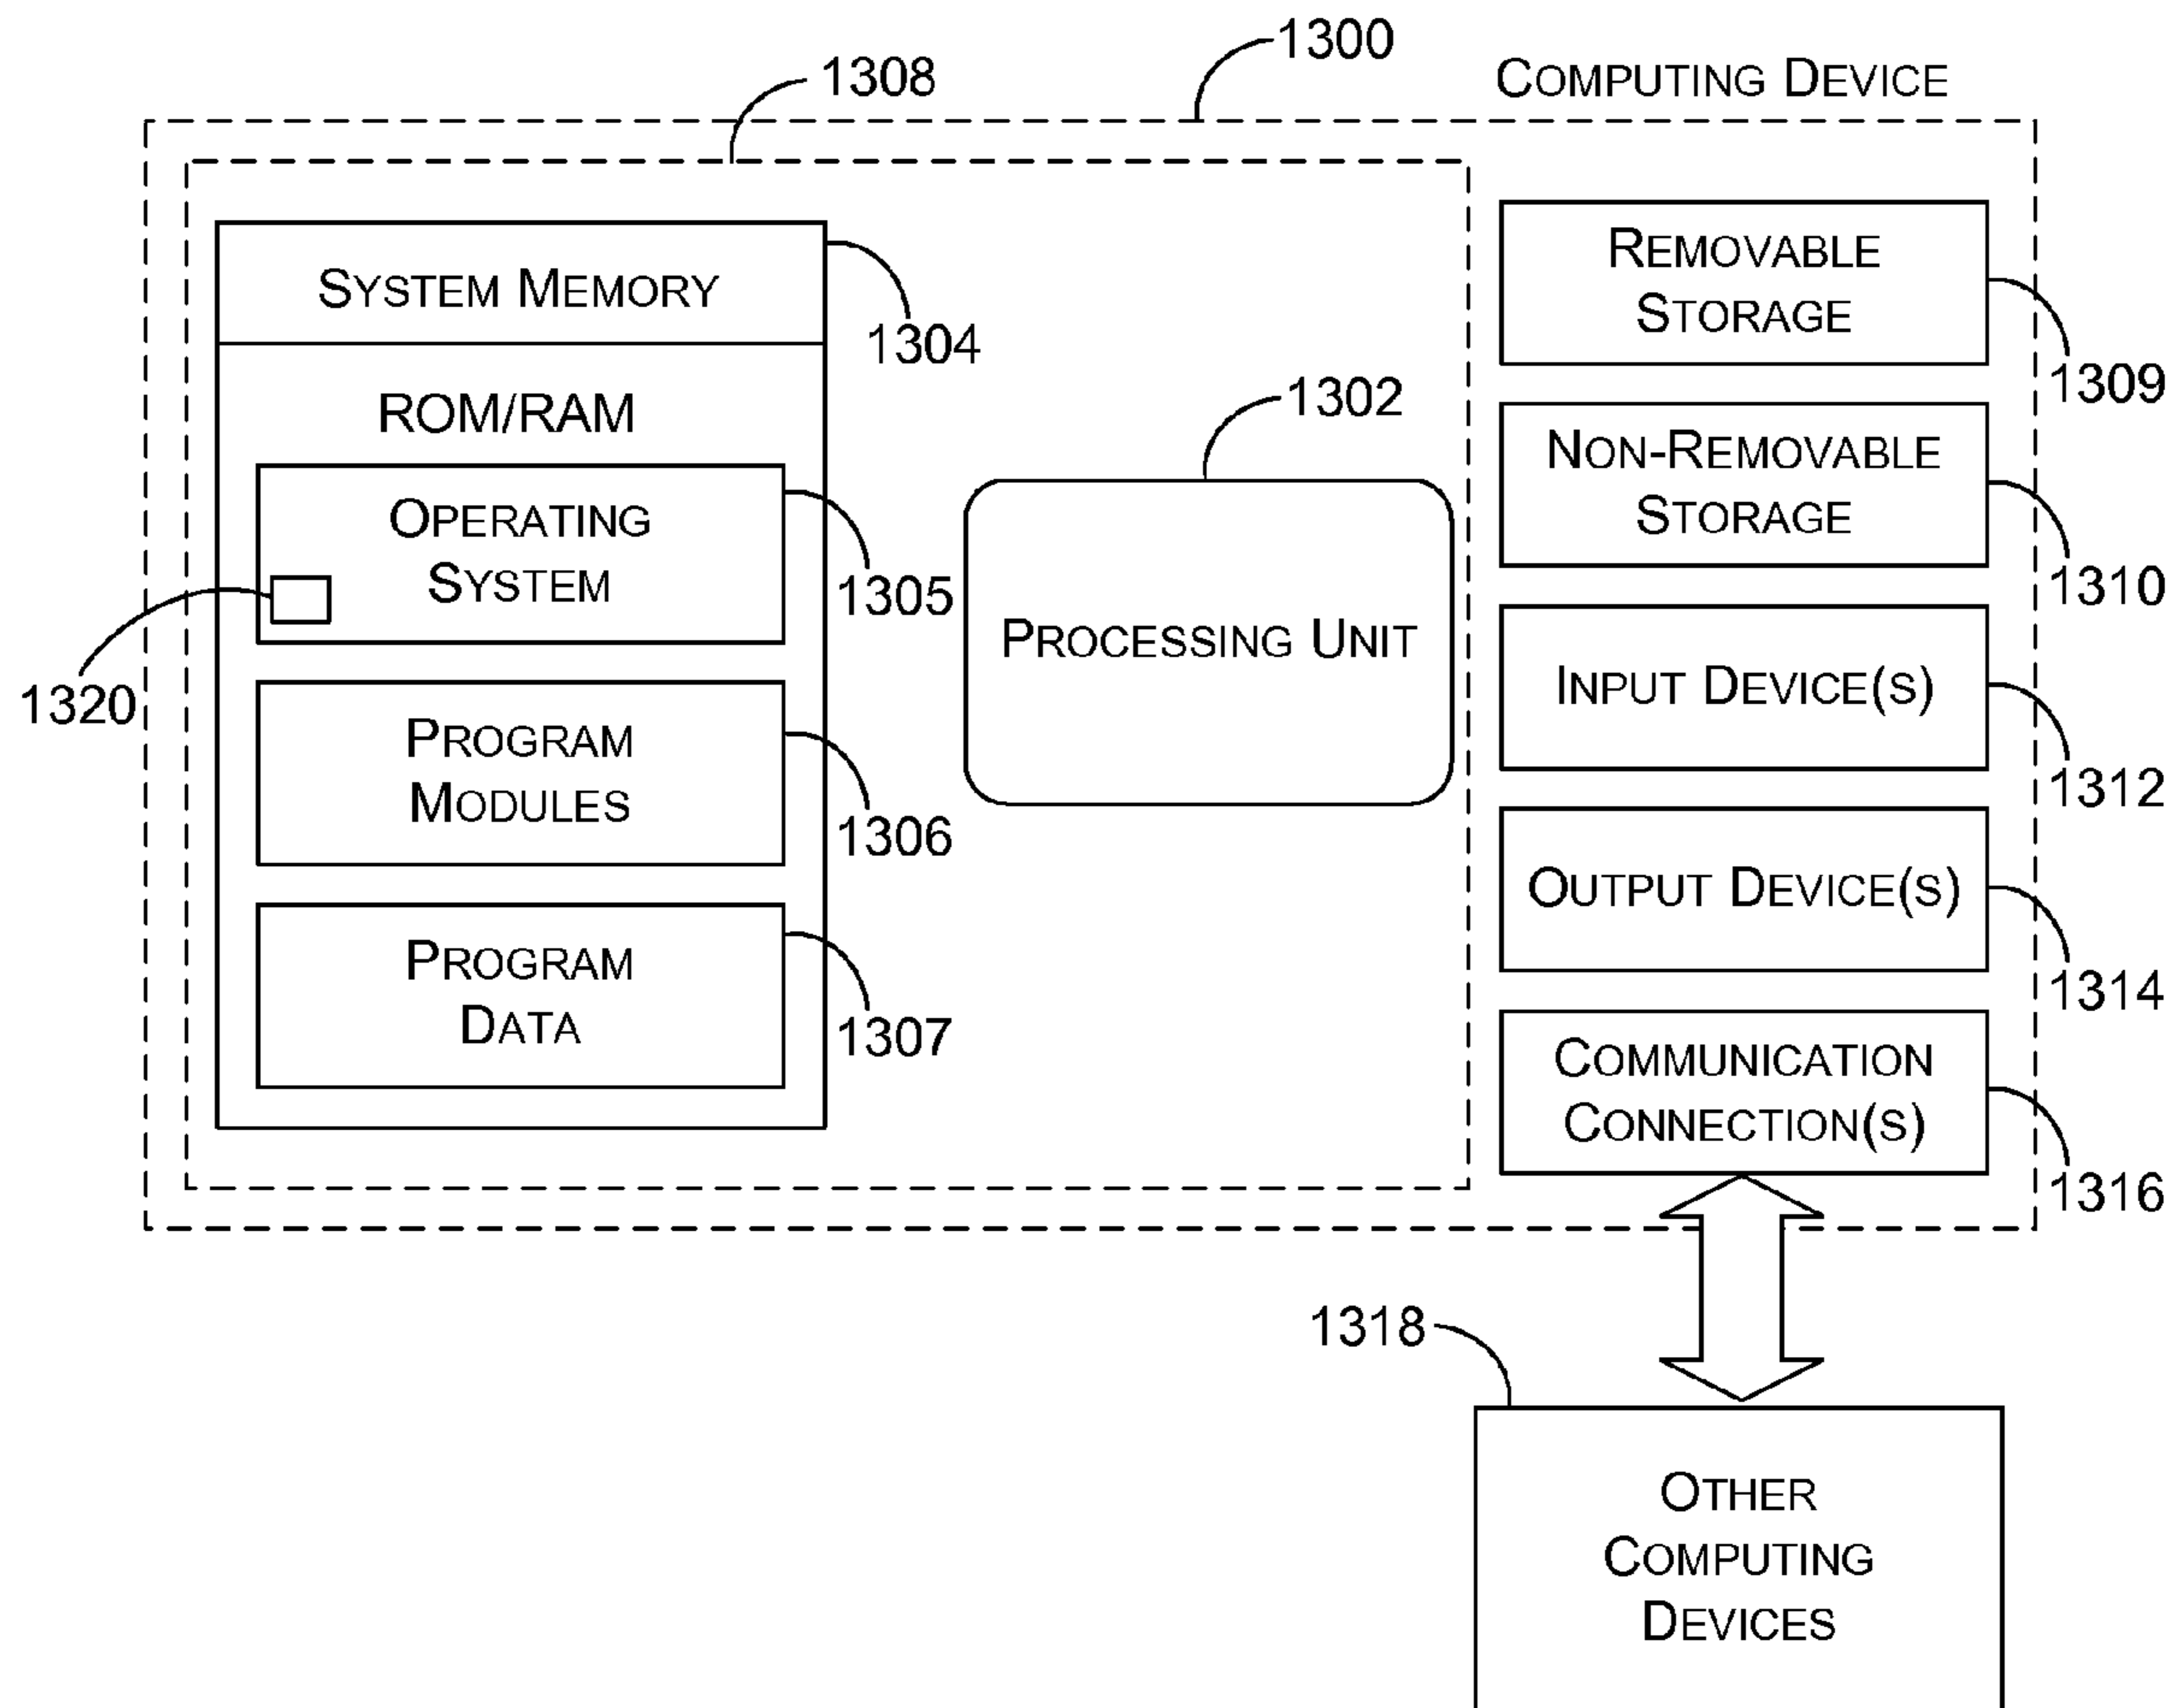 1300
1308
COMPUTING DEVICE
SYSTEM MEMORY
1304
ROM/RAM
OPERATING
SYSTEM
1305
1320
PROGRAM
MODULES
1306
PROGRAM
DATA
1307
1302
PROCESSING UNIT
REMOVABLE
STORAGE
1309
NON-REMOVABLE
STORAGE
1310
INPUT DEVICE(S)
1312
OUTPUT DEVICE(S)
1314
COMMUNICATION
CONNECTION(S)
1316
1318
OTHER
COMPUTING
DEVICES